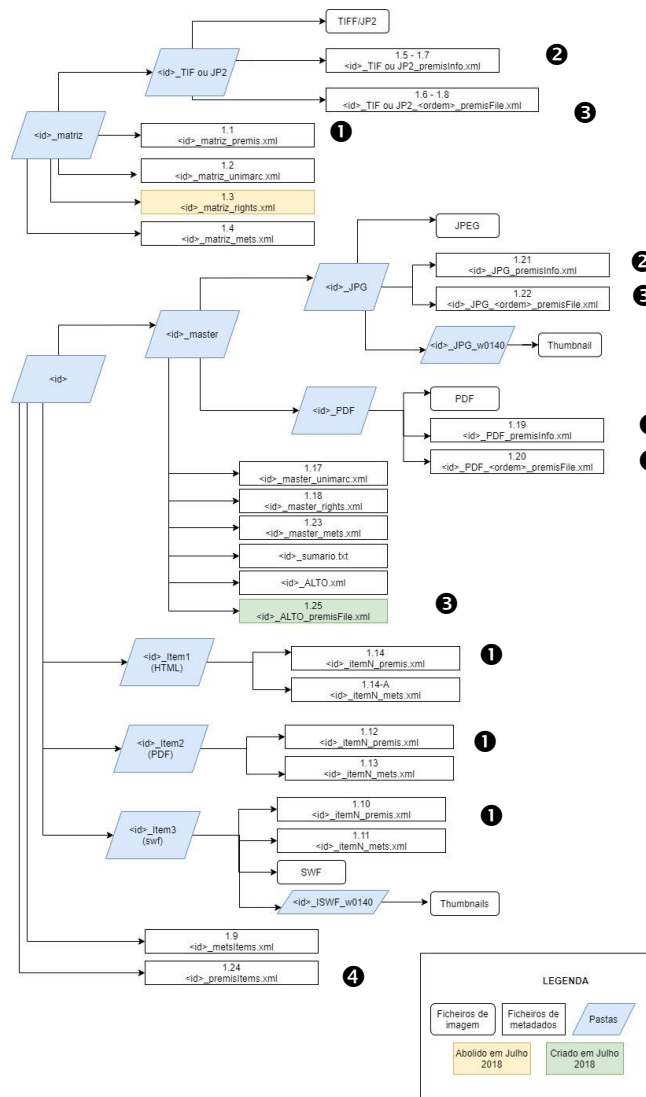 TIFF/JP2
1.5 - 1.7
<id>_TIF ou JP2_premisInfo.xml
❷
<id>_TIF ou JP2
1.6 - 1.8
<id>_TIF ou JP2_<ordem>_premisFile.xml
❸
<id>_matriz
1.1
<id>_matriz_premis.xml
❶
1.2
<id>_matriz_unimarc.xml
1.3
<id>_matriz_rights.xml
1.4
<id>_matriz_mets.xml
JPEG
<id>_JPG
1.21
<id>_JPG_premisInfo.xml
❷
1.22
<id>_JPG_<ordem>_premisFile.xml
❸
<id>_master
<id>_JPG_w0140
Thumbnail
<id>
PDF
<id>_PDF
1.19
<id>_PDF_premisInfo.xml
1.20
<id>_PDF_<ordem>_premisFile.xml
1.17
<id>_master_unimarc.xml
1.18
<id>_master_rights.xml
1.23
<id>_master_mets.xml
<id>_sumario.txt
<id>_ALTO.xml
1.25
<id>_ALTO_premisFile.xml
❸
<id>_Item1
(HTML)
1.14
<id>_itemN_premis.xml
❶
1.14-A
<id>_itemN_mets.xml
<id>_Item2
(PDF)
1.12
<id>_itemN_premis.xml
❶
1.13
<id>_itemN_mets.xml
<id>_Item3
(swf)
1.10
<id>_itemN_premis.xml
❶
1.11
<id>_itemN_mets.xml
SWF
<id>_ISWF_w0140
Thumbnails
1.9
<id>_metsItems.xml
1.24
<id>_premisItems.xml
❹
LEGENDA
Ficheiros de
imagem
Ficheiros de
metadados
Pastas
Abolido em Julho
2018
Criado em Julho
2018